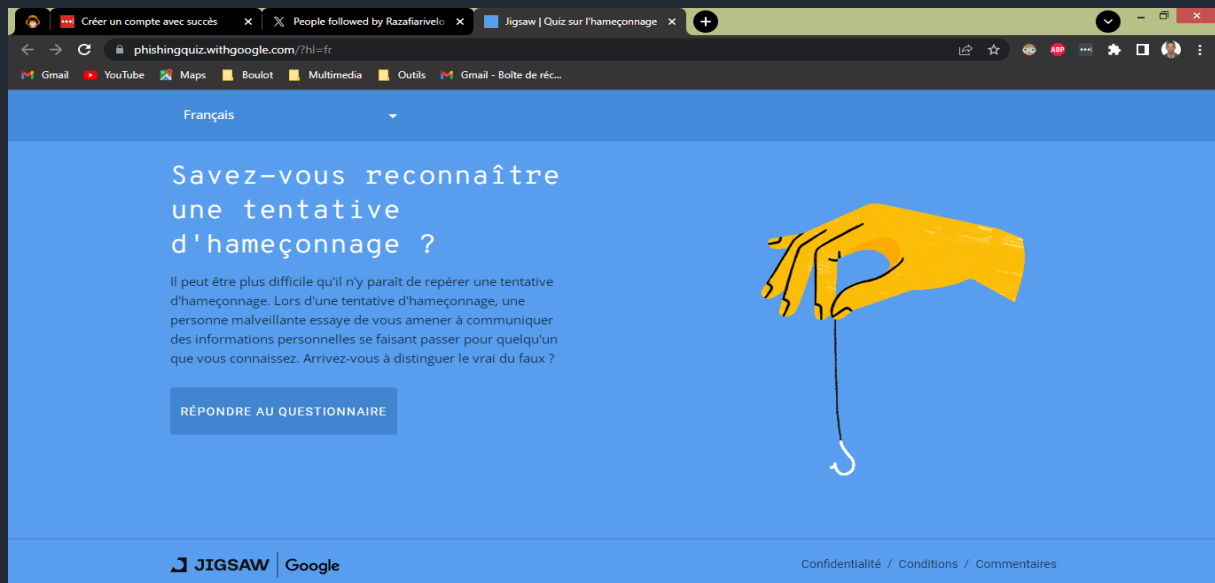 Créer un compte avec succès
People followed by Razafiarivelo
Jigsaw | Quiz sur l'hameçonnage
phishingquiz.withgoogle.com/?hl=fr
ABP
Gmail
YouTube
Maps
Boulot
Multimedia
Outils
Gmail - Boîte de réc...
Français
Savez-vous reconnaître
une tentative
d'hameçonnage ?
Il peut être plus difficile qu'il n'y paraît de repérer une tentative
d'hameçonnage. Lors d'une tentative d'hameçonnage, une
personne malveillante essaye de vous amener à communiquer
des informations personnelles se faisant passer pour quelqu'un
que vous connaissez. Arrivez-vous à distinguer le vrai du faux ?
RÉPONDRE AU QUESTIONNAIRE
JIGSAW | Google
Confidentialité / Conditions / Commentaires